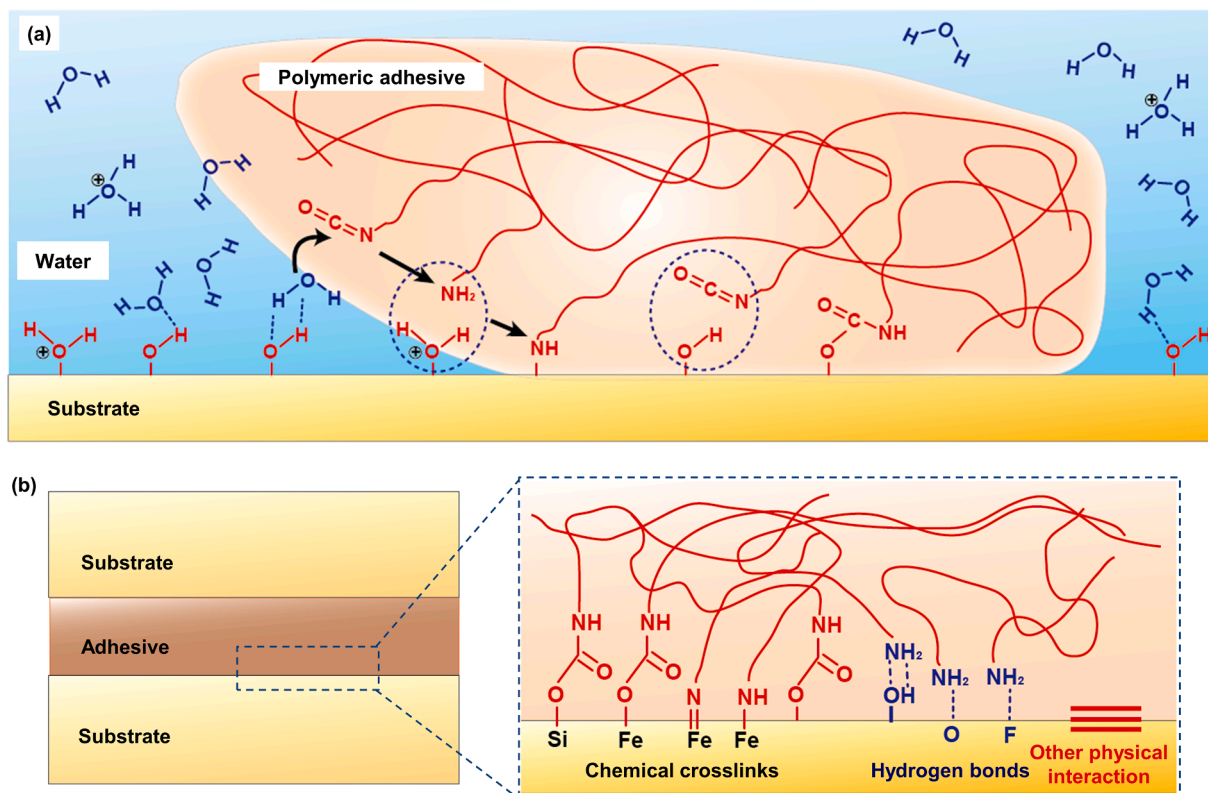 (a)
Polymeric adhesive
Water
H O H
H O H
H O H
H O H
⊕ H O H H
⊕ H O H H
H O H
H O H
H O H
O C N
H O H
NH₂
O C N
O C NH
O
H O H
H O H
⊕
O H
O H
H O H
⊕
NH
O H
O H
Substrate
(b)
Substrate
Adhesive
Substrate
NH
NH
NH
O
O
O
O
O
N
NH
O
NH₂
NH₂
NH₂
OH
Si
Fe
Fe
Fe
O
F
Chemical crosslinks
Hydrogen bonds
Other physical
interaction